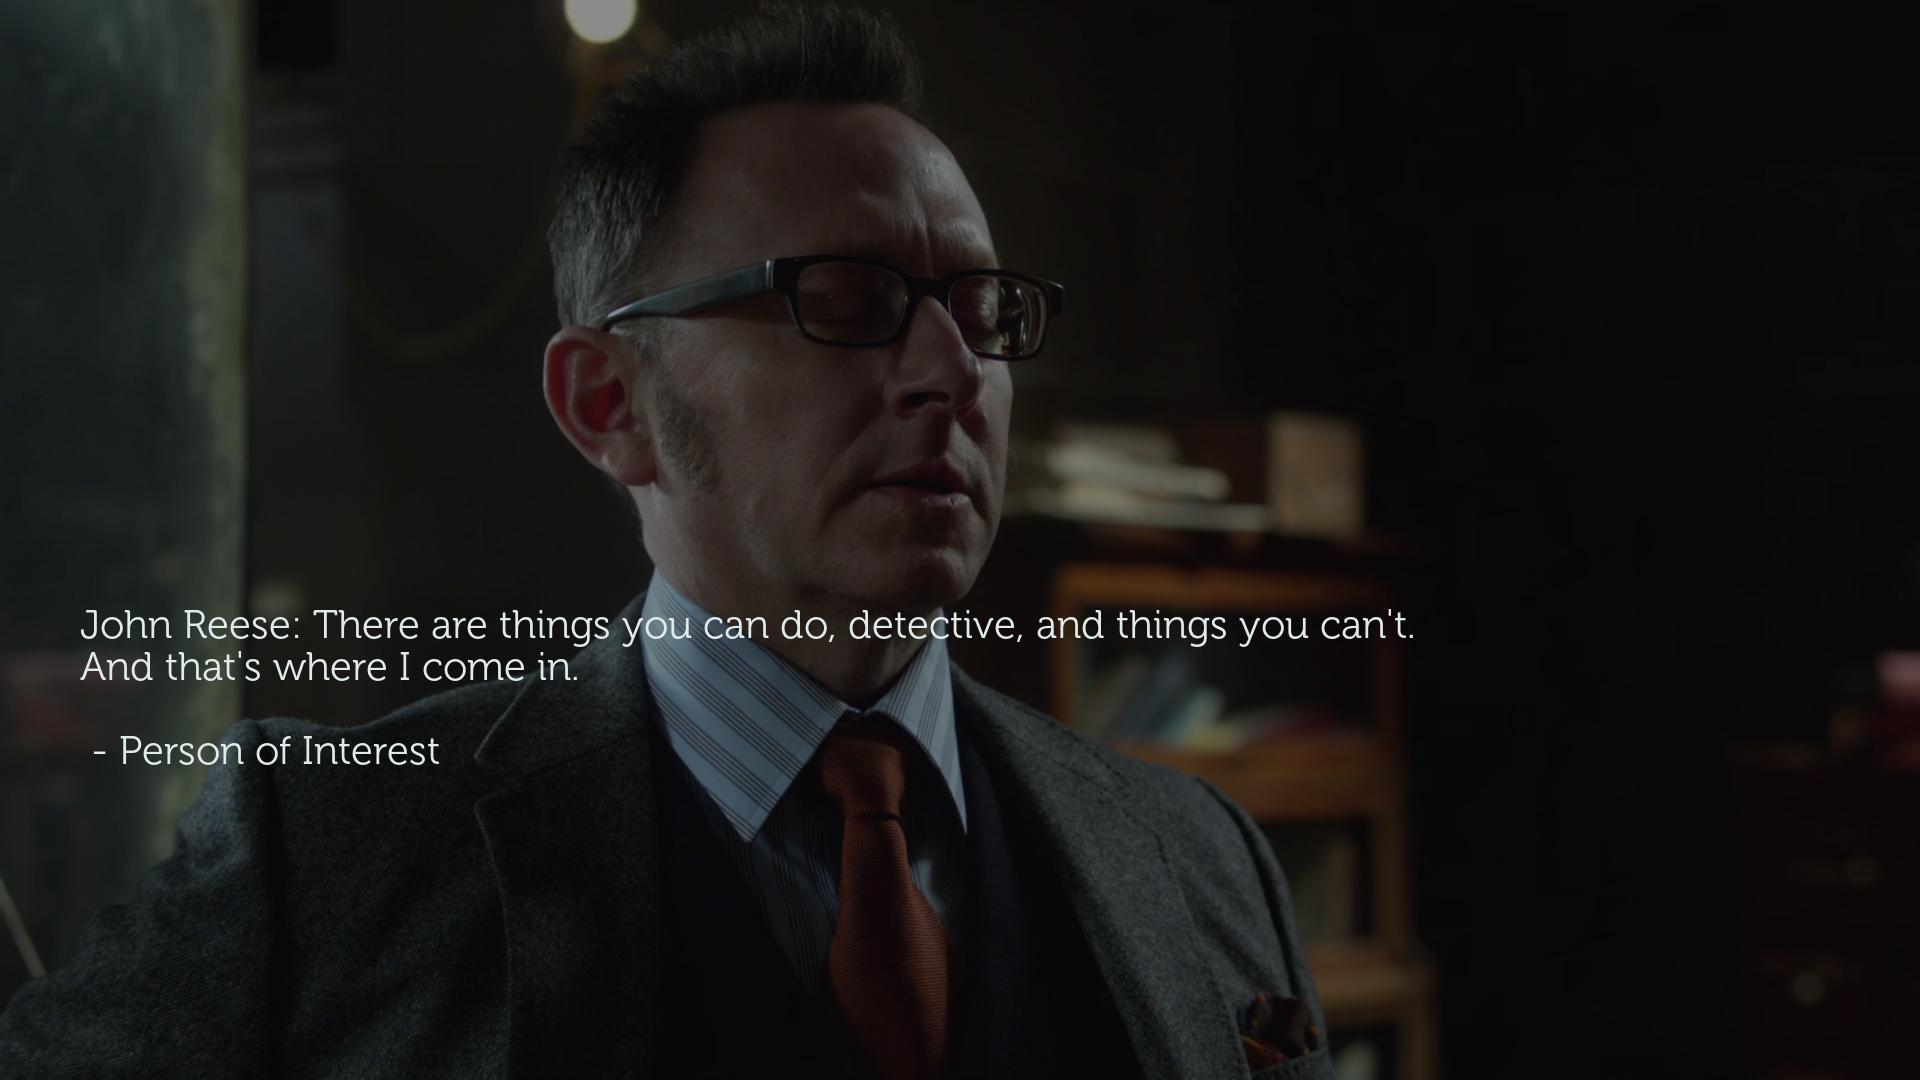 John Reese: There are things you can do, detective, and things you can't.
And that's where I come in.
- Person of Interest